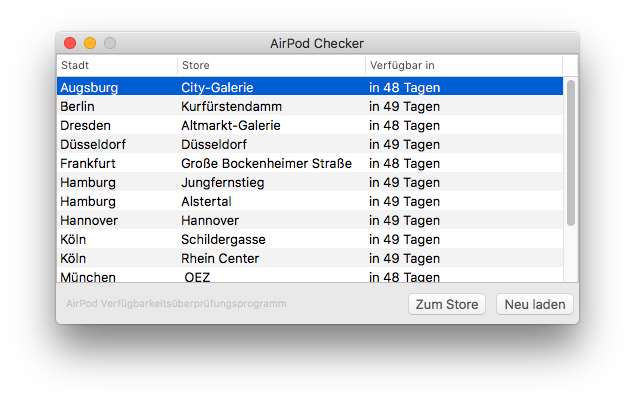 AirPod Checker
Stadt Store Verfügbar in
Augsburg City-Galerie in 48 Tagen
Berlin Kurfürstendamm in 49 Tagen
Dresden Altmarkt-Galerie in 48 Tagen
Düsseldorf Düsseldorf in 49 Tagen
Frankfurt Große Bockenheimer Straße in 48 Tagen
Hamburg Jungfernstieg in 49 Tagen
Hamburg Alstertal in 49 Tagen
Hannover Hannover in 49 Tagen
Köln Schildergasse in 49 Tagen
Köln Rhein Center in 49 Tagen
München OEZ in 48 Tagen
AirPod Verfügbarkeitsüberprüfungsprogramm Zum Store Neu laden